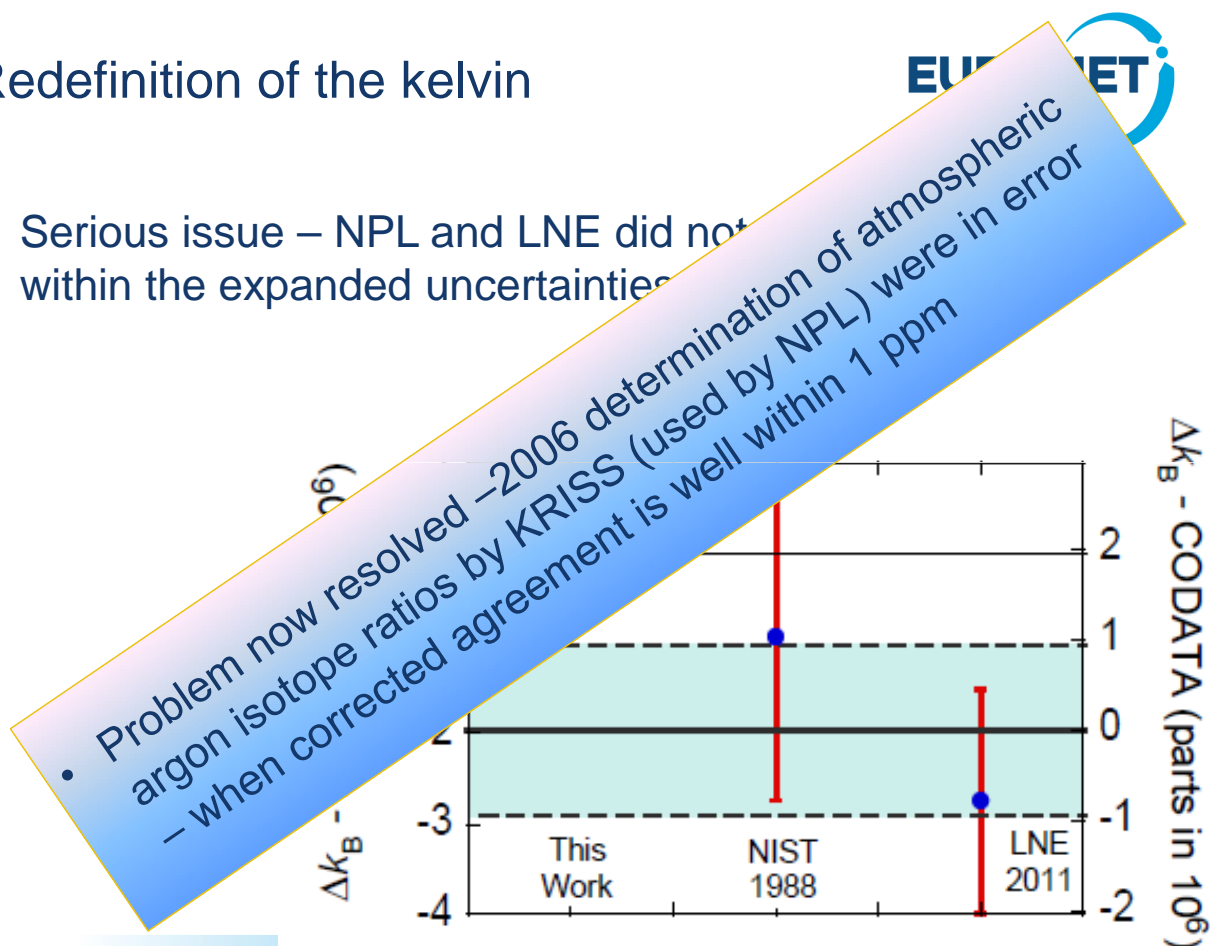 Redefinition of the kelvin
EUR ET
Serious issue – NPL and LNE did not
within the expanded uncertainties
• Problem now resolved –2006 determination of atmospheric
argon isotope ratios by KRISS (used by NPL) were in error
– when corrected agreement is well within 1 ppm
2
1
0
-1
-2
ΔkB - CODATA (parts in 10⁶)
ΔkB -
0⁶)
-3
-4
This
Work
NIST
1988
LNE
2011